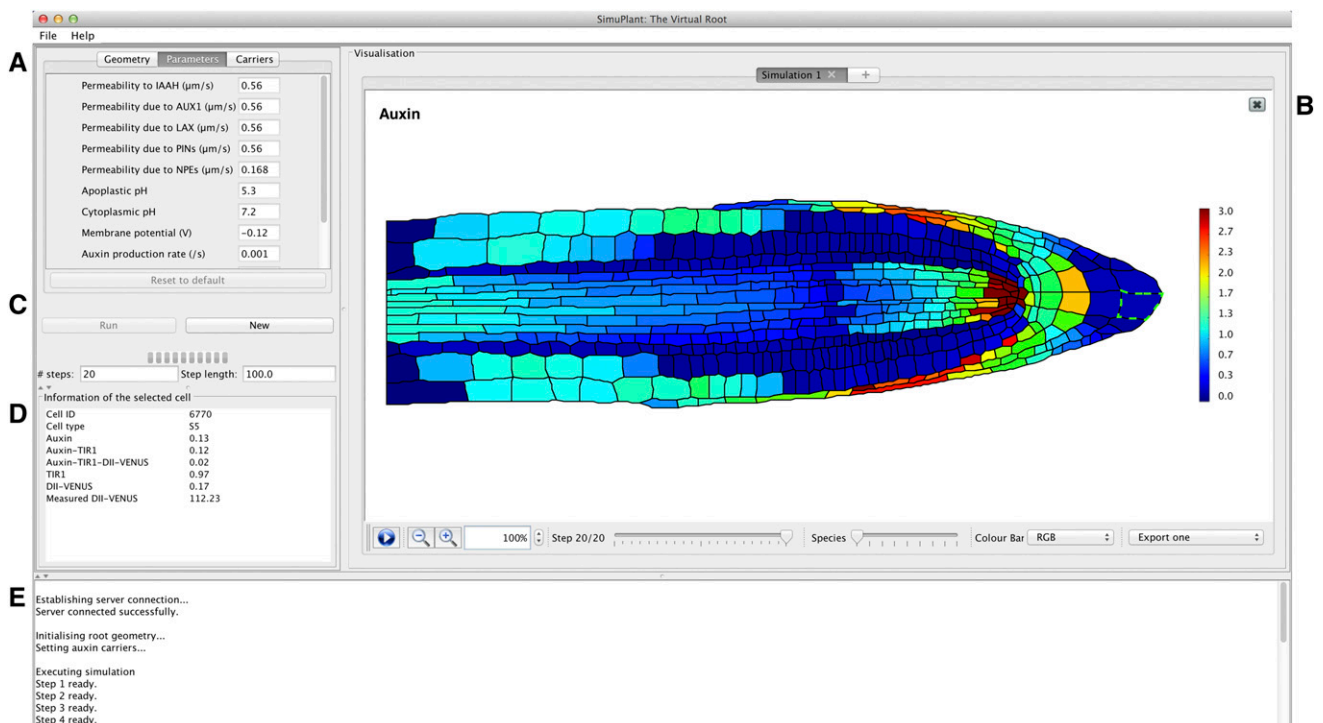 SimuPlant: The Virtual Root
File Help
A
Geometry Parameters Carriers
Permeability to IAAH (μm/s) 0.56
Permeability due to AUX1 (μm/s) 0.56
Permeability due to LAX (μm/s) 0.56
Permeability due to PINs (μm/s) 0.56
Permeability due to NPEs (μm/s) 0.168
Apoplastic pH 5.3
Cytoplasmic pH 7.2
Membrane potential (V) -0.12
Auxin production rate (/s) 0.001
Reset to default
C
Run New
# steps: 20 Step length: 100.0
D
Information of the selected cell
Cell ID 6770
Cell type S5
Auxin 0.13
Auxin-TIR1 0.12
Auxin-TIR1-DII-VENUS 0.02
TIR1 0.97
DII-VENUS 0.17
Measured DII-VENUS 112.23
Visualisation
Simulation 1 × +
B
Auxin
3.0
2.7
2.3
2.0
1.7
1.3
1.0
0.7
0.3
0.0
100% Step 20/20 Species Colour Bar RGB Export one
E
Establishing server connection...
Server connected successfully.
Initialising root geometry...
Setting auxin carriers...
Executing simulation
Step 1 ready.
Step 2 ready.
Step 3 ready.
Step 4 ready.